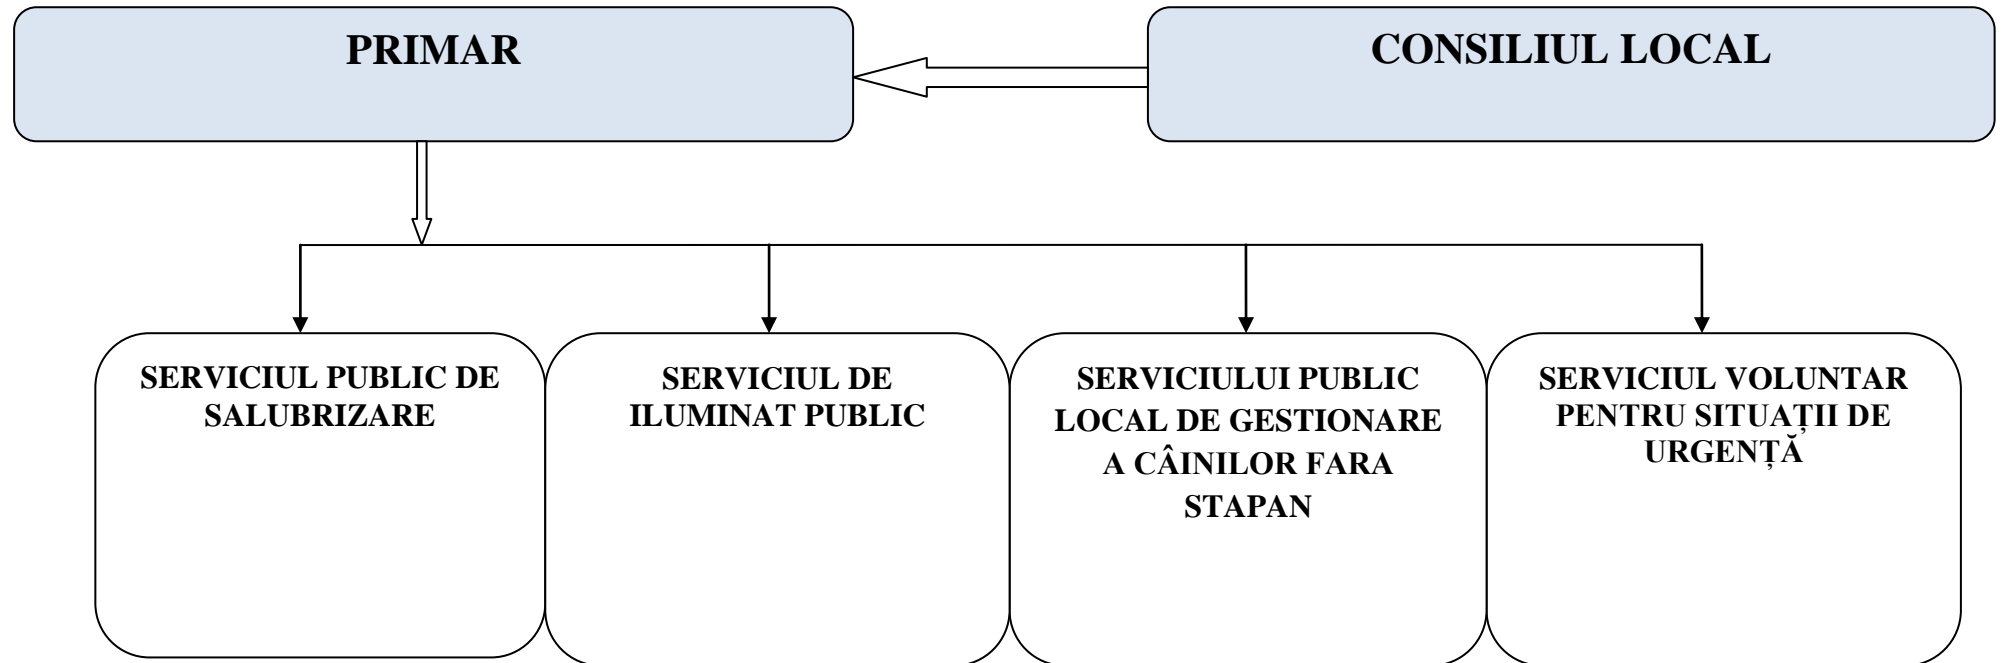 PRIMAR
CONSILIUL LOCAL
SERVICIUL PUBLIC DE
SALUBRIZARE
SERVICIUL DE
ILUMINAT PUBLIC
SERVICIULUI PUBLIC
LOCAL DE GESTIONARE
A CÂINILOR FARA
STAPAN
SERVICIUL VOLUNTAR
PENTRU SITUAȚII DE
URGENȚĂ